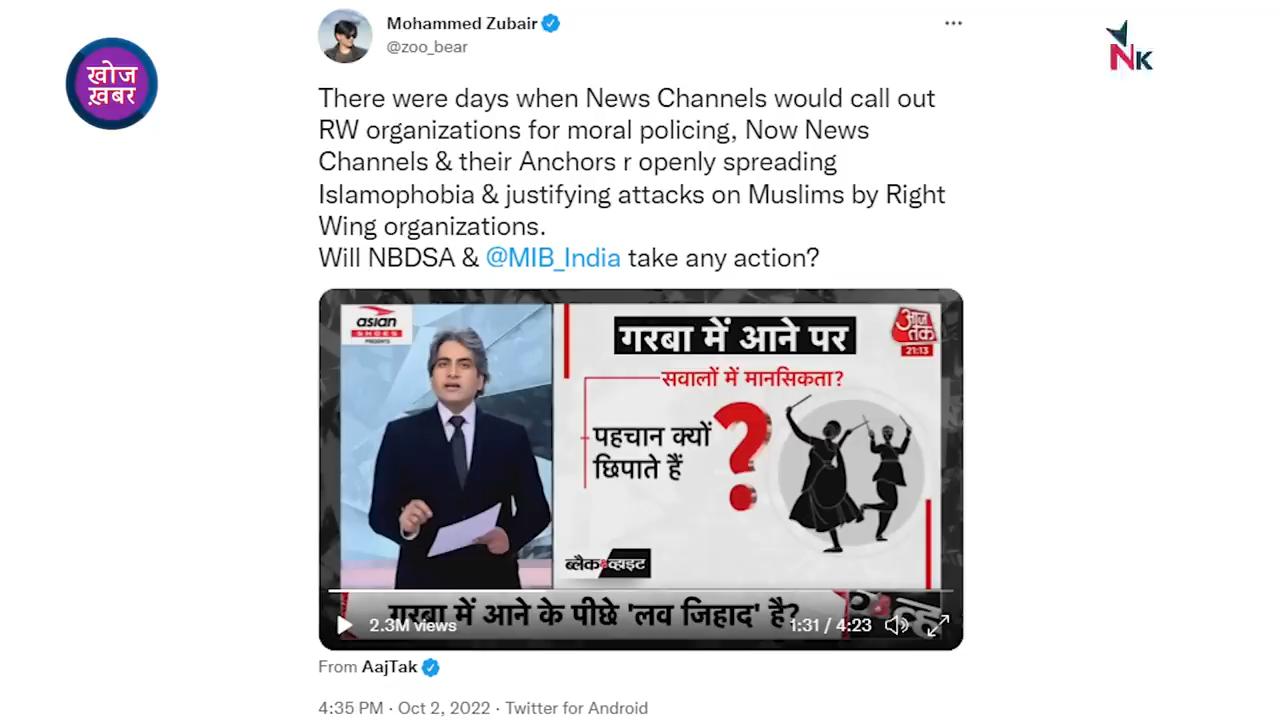 खोज
ख़बर
Mohammed Zubair
@zoo_bear
NK
There were days when News Channels would call out
RW organizations for moral policing, Now News
Channels & their Anchors r openly spreading
Islamophobia & justifying attacks on Muslims by Right
Wing organizations.
Will NBDSA & @MIB_India take any action?
asian
SHOES
PRESENTS
गरबा में आने पर
आज
तक
21:13
सवालों में मानसिकता?
पहचान क्यों
छिपाते हैं
?
ब्लैक व्हाइट
गरबा में आने के पीछे 'लव जिहाद' है?
2.3M views
1:31 / 4:23
From AajTak
4:35 PM · Oct 2, 2022 · Twitter for Android